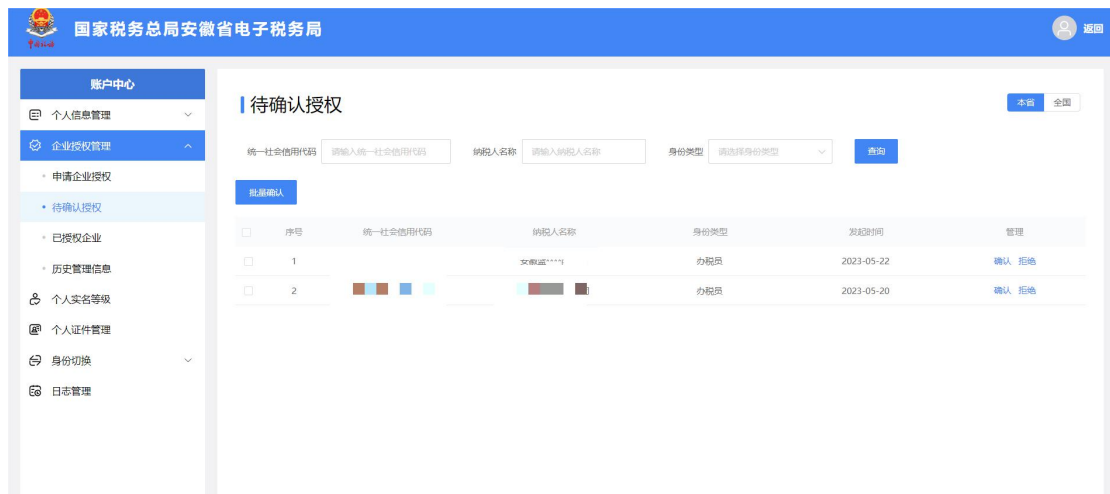 国家税务总局安徽省电子税务局
返回
账户中心
个人信息管理
企业授权管理
申请企业授权
待确认授权
已授权企业
历史管理信息
个人实名等级
个人证件管理
身份切换
日志管理
待确认授权
本省 全国
统一社会信用代码 请输入统一社会信用代码 纳税人名称 请输入纳税人名称 身份类型 请选择身份类型 查询
批量确认
序号 统一社会信用代码 纳税人名称 身份类型 发起时间 管理
1 办税员 2023-05-22 确认 拒绝
2 办税员 2023-05-20 确认 拒绝